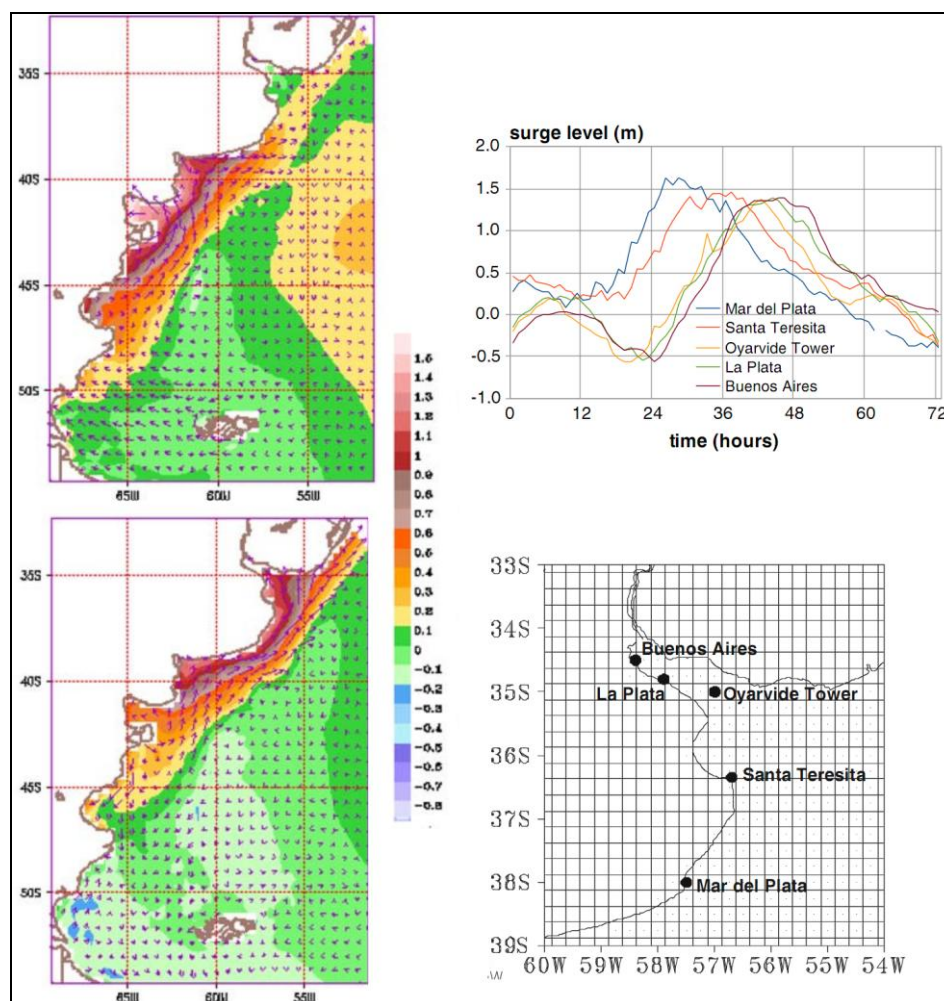 35S
40S
45S
50S
65W
60W
55W
1.4
1.3
1.2
1.1
1
0.9
0.8
0.7
0.6
0.5
0.4
0.3
0.2
0.1
0
-0.1
-0.2
-0.3
-0.4
-0.5
-0.6
-0.7
-0.8
35S
40S
45S
50S
65W
60W
55W
surge level (m)
2.0
1.5
1.0
0.5
0.0
-0.5
-1.0
Mar del Plata
Santa Teresita
Oyarvide Tower
La Plata
Buenos Aires
0 12 24 36 48 60 72
time (hours)
33S
34S
35S
36S
37S
38S
39S
Buenos Aires
La Plata
Oyarvide Tower
Santa Teresita
Mar del Plata
60W 59W 58W 57W 56W 55W 54W